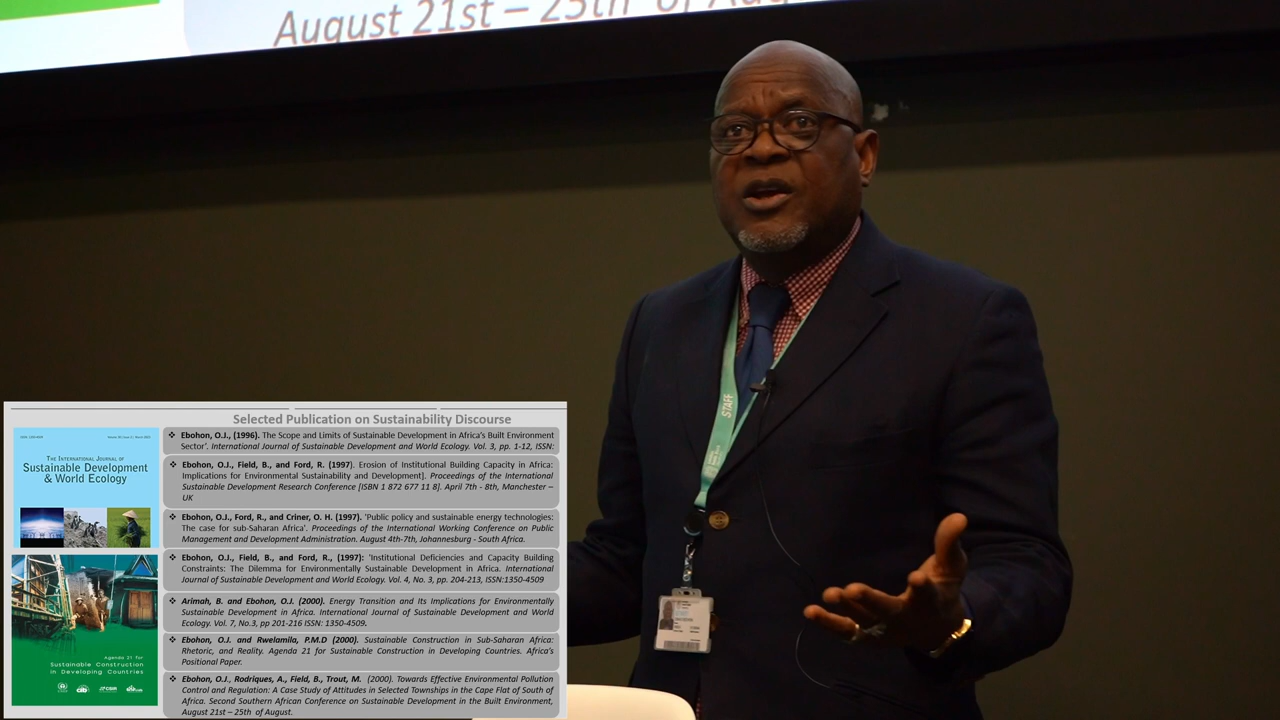 August 21st – 25th of Aug
STAFF
Selected Publication on Sustainability Discourse
THE INTERNATIONAL JOURNAL OF
Sustainable Development
& World Ecology
Agenda 21 for
Sustainable Construction
in Developing Countries
❖ Ebohon, O.J., (1996). The Scope and Limits of Sustainable Development in Africa's Built Environment
Sector'. International Journal of Sustainable Development and World Ecology. Vol. 3, pp. 1-12, ISSN:
❖ Ebohon, O.J., Field, B., and Ford, R. (1997). Erosion of Institutional Building Capacity in Africa:
Implications for Environmental Sustainability and Development]. Proceedings of the International
Sustainable Development Research Conference [ISBN 1 872 677 11 8]. April 7th - 8th, Manchester –
UK
❖ Ebohon, O.J., Ford, R., and Criner, O. H. (1997). 'Public policy and sustainable energy technologies:
The case for sub-Saharan Africa'. Proceedings of the International Working Conference on Public
Management and Development Administration. August 4th-7th, Johannesburg - South Africa.
❖ Ebohon, O.J., Field, B., and Ford, R., (1997): 'Institutional Deficiencies and Capacity Building
Constraints: The Dilemma for Environmentally Sustainable Development in Africa. International
Journal of Sustainable Development and World Ecology. Vol. 4, No. 3, pp. 204-213, ISSN:1350-4509
❖ Arimah, B. and Ebohon, O.J. (2000). Energy Transition and Its Implications for Environmentally
Sustainable Development in Africa. International Journal of Sustainable Development and World
Ecology. Vol. 7, No.3, pp 201-216 ISSN: 1350-4509.
❖ Ebohon, O.J. and Rwelamila, P.M.D (2000). Sustainable Construction in Sub-Saharan Africa:
Rhetoric, and Reality. Agenda 21 for Sustainable Construction in Developing Countries. Africa's
Positional Paper.
❖ Ebohon, O.J., Rodriques, A., Field, B., Trout, M. (2000). Towards Effective Environmental Pollution
Control and Regulation: A Case Study of Attitudes in Selected Townships in the Cape Flat of South of
Africa. Second Southern African Conference on Sustainable Development in the Built Environment,
August 21st – 25th of August.